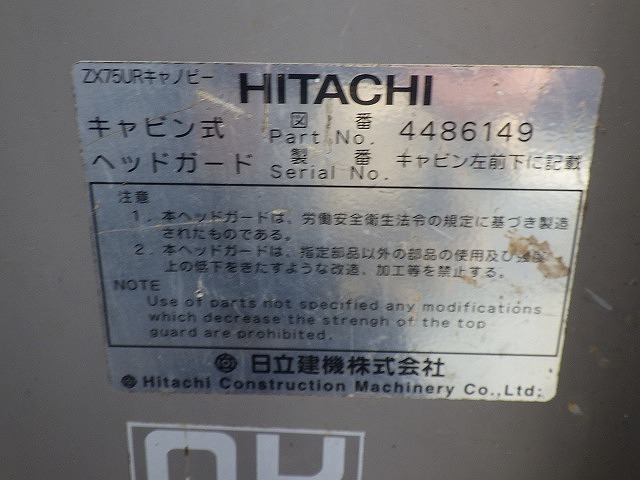 ZX75URキャノピー HITACHI
キャビン式 図番 Part No. 4486149
ヘッドガード 製番 Serial No. キャビン左前下に記載
注意
1. 本ヘッドガードは、労働安全衛生法令の規定に基づき製造
されたものである。
2. 本ヘッドガードは、指定部品以外の部品の使用及び強度
上の低下をきたすような改造、加工等を禁止する。
NOTE
Use of parts not specified any modifications
which decrease the strengh of the top
guard are prohibited.
日立建機株式会社
Hitachi Construction Machinery Co.,Ltd.